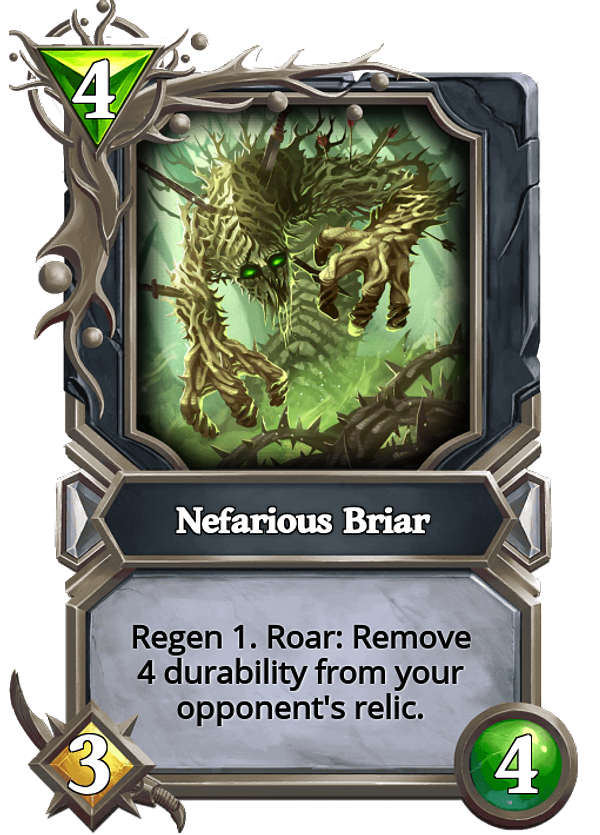 4
Nefarious Briar
Regen 1. Roar: Remove
4 durability from your
opponent's relic.
3
4